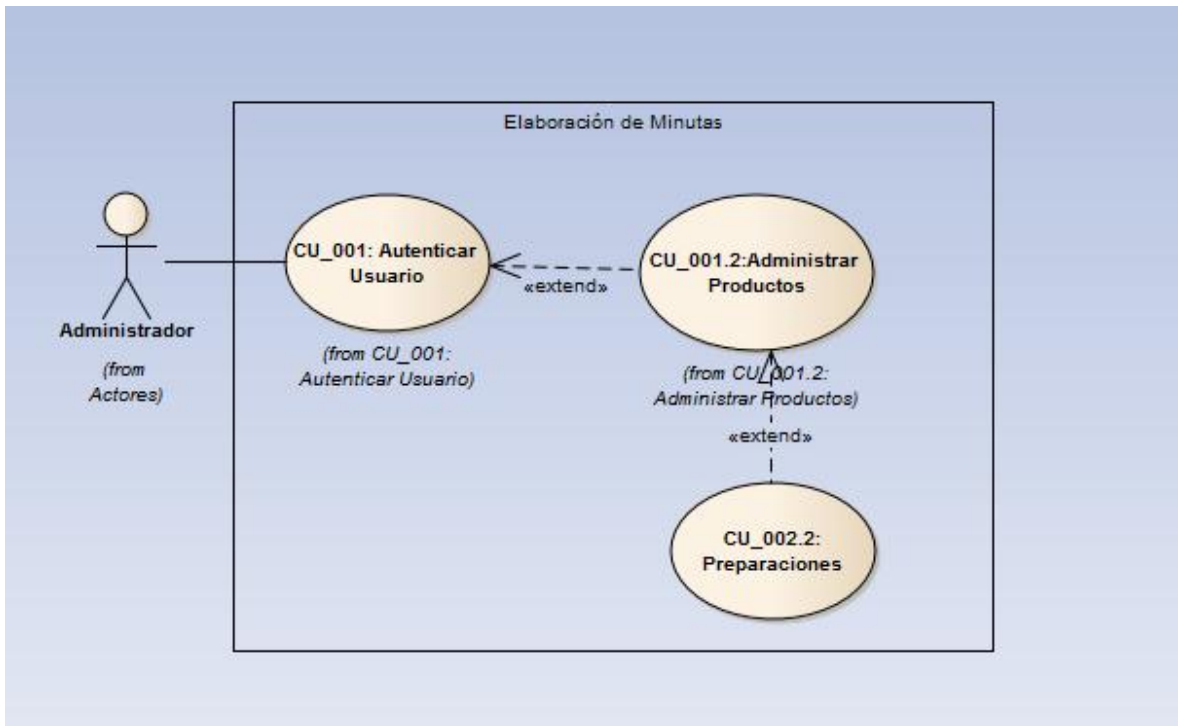 Elaboración de Minutas
CU_001: Autenticar
Usuario
(from CU_001:
Autenticar Usuario)
«extend»
CU_001.2:Administrar
Productos
(from CU_001.2:
Administrar Productos)
«extend»
CU_002.2:
Preparaciones
Administrador
(from
Actores)